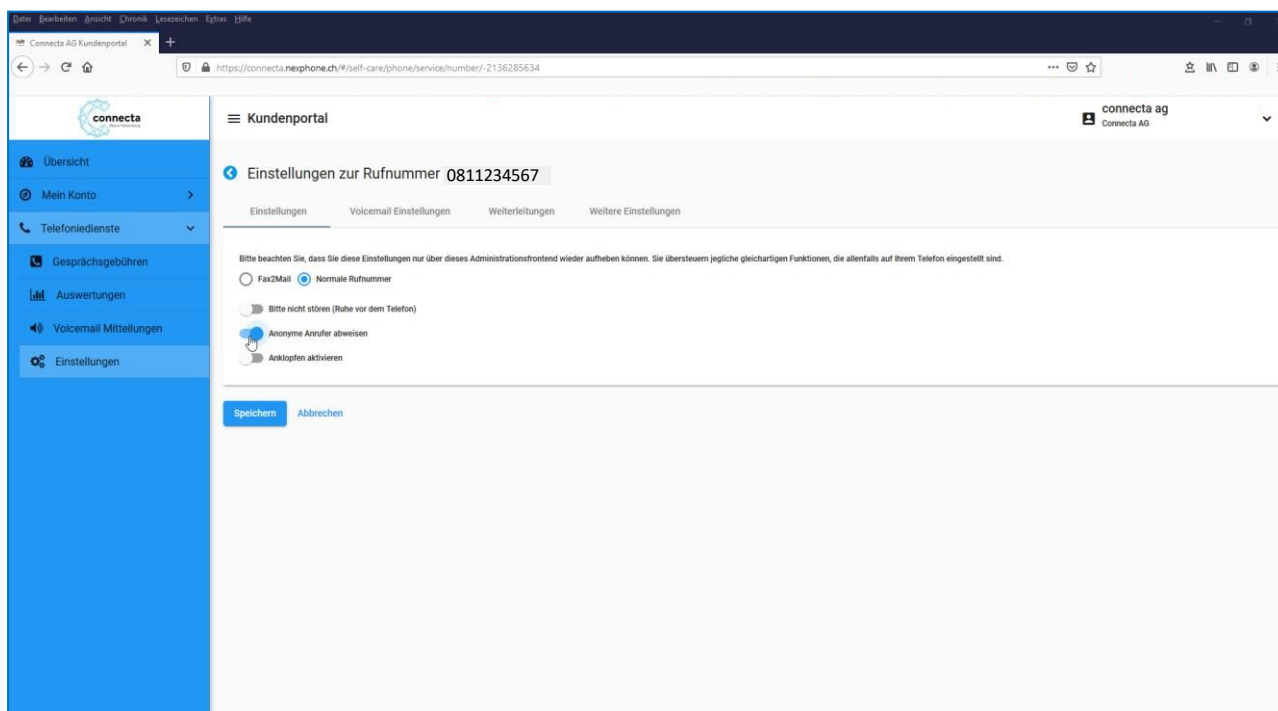 Datei Bearbeiten Ansicht Chronik Lesezeichen Extras Hilfe
Connecta AG Kundenportal
https://connecta.nexphone.ch/#/self-care/phone/service/number/-2136285634
connecta
Kundenportal
connecta ag
Connecta AG
Übersicht
Mein Konto
Telefoniedienste
Gesprächsgebühren
Auswertungen
Voicemail Mitteilungen
Einstellungen
Einstellungen zur Rufnummer 0811234567
Einstellungen Voicemail Einstellungen Weiterleitungen Weitere Einstellungen
Bitte beachten Sie, dass Sie diese Einstellungen nur über dieses Administrationsfrontend wieder aufheben können. Sie übersteuern jegliche gleichartigen Funktionen, die allenfalls auf Ihrem Telefon eingestellt sind.
Fax2Mail Normale Rufnummer
Bitte nicht stören (Ruhe vor dem Telefon)
Anonyme Anrufer abweisen
Anklopfen aktivieren
Speichern Abbrechen